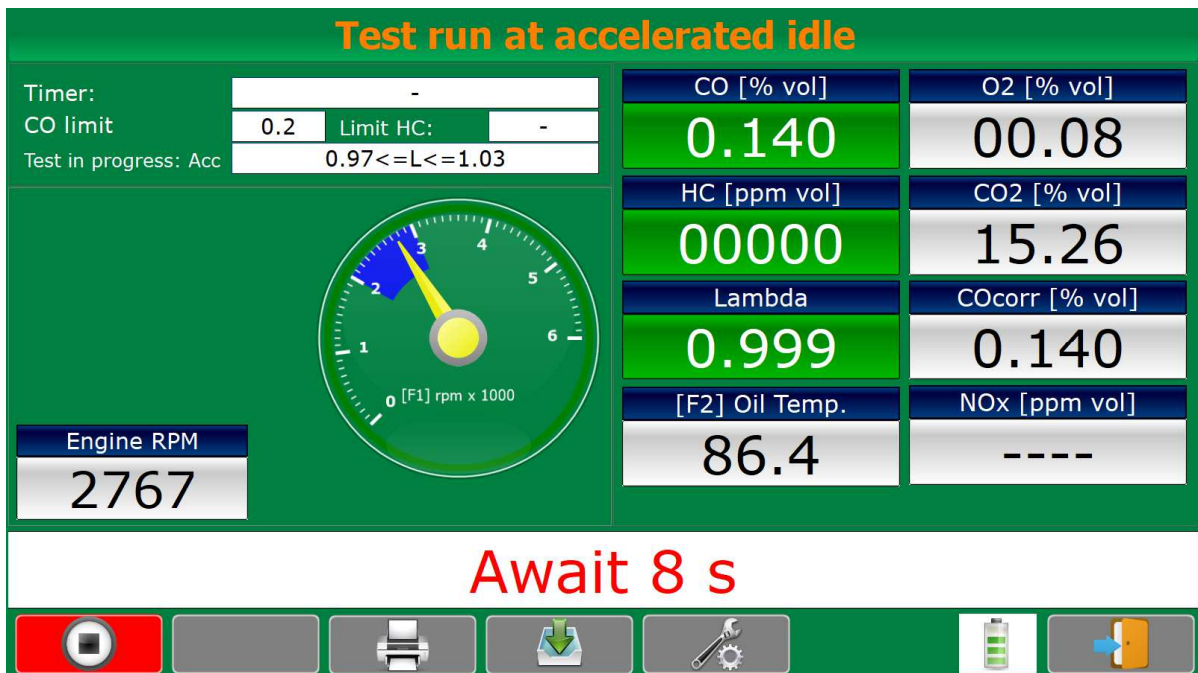 Test run at accelerated idle
Timer: -
CO limit 0.2 Limit HC: -
Test in progress: Acc 0.97<=L<=1.03
CO [% vol] O2 [% vol]
0.140 00.08
HC [ppm vol] CO2 [% vol]
00000 15.26
Lambda COcorr [% vol]
0.999 0.140
[F2] Oil Temp. NOx [ppm vol]
86.4 ----
0 1 2 3 4 5 6
[F1] rpm x 1000
Engine RPM
2767
Await 8 s